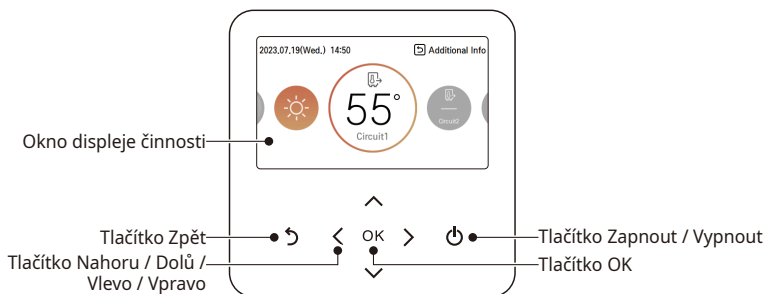 2023.07.19(Wed.) 14:50
Additional Info
55°
Circuit1
Circuit2
Okno displeje činnosti
OK
Tlačítko Zpět
Tlačítko Nahoru / Dolů /
Vlevo / Vpravo
Tlačítko Zapnout / Vypnout
Tlačítko OK